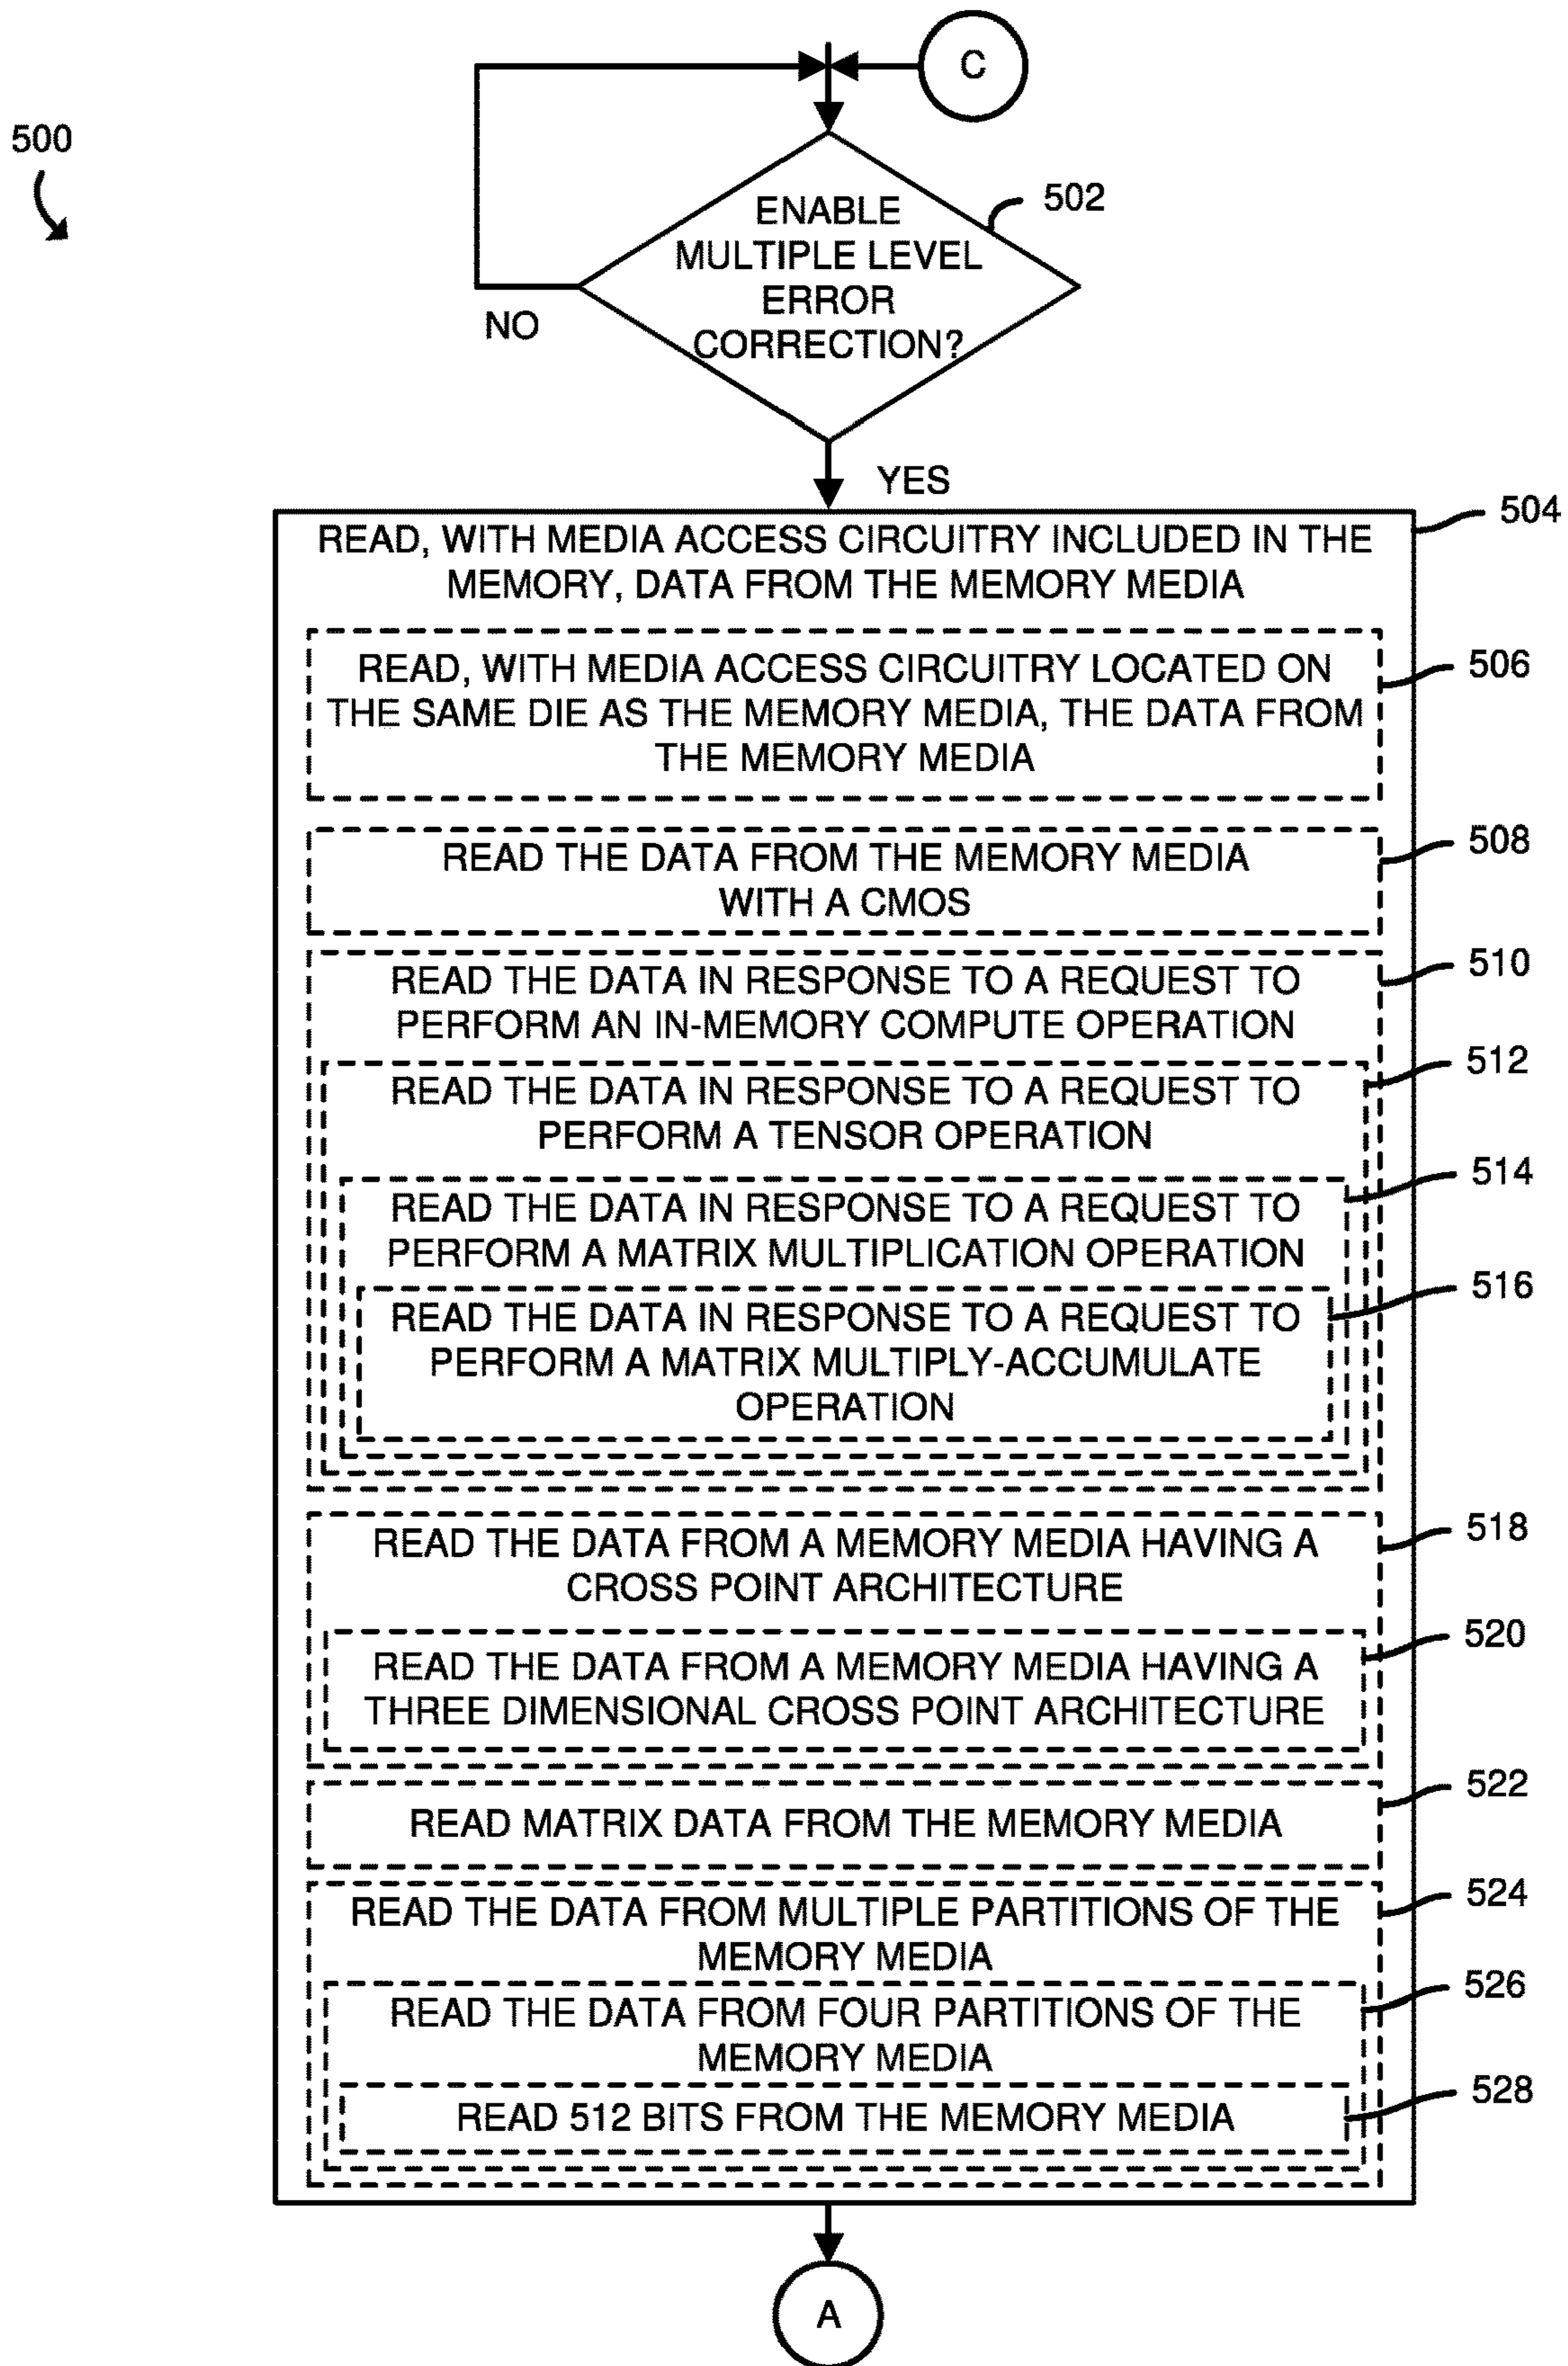 C
500
502
ENABLE
MULTIPLE LEVEL
ERROR
CORRECTION?
NO
YES
504
READ, WITH MEDIA ACCESS CIRCUITRY INCLUDED IN THE
MEMORY, DATA FROM THE MEMORY MEDIA
506
READ, WITH MEDIA ACCESS CIRCUITRY LOCATED ON
THE SAME DIE AS THE MEMORY MEDIA, THE DATA FROM
THE MEMORY MEDIA
508
READ THE DATA FROM THE MEMORY MEDIA
WITH A CMOS
510
READ THE DATA IN RESPONSE TO A REQUEST TO
PERFORM AN IN-MEMORY COMPUTE OPERATION
512
READ THE DATA IN RESPONSE TO A REQUEST TO
PERFORM A TENSOR OPERATION
514
READ THE DATA IN RESPONSE TO A REQUEST TO
PERFORM A MATRIX MULTIPLICATION OPERATION
516
READ THE DATA IN RESPONSE TO A REQUEST TO
PERFORM A MATRIX MULTIPLY-ACCUMULATE
OPERATION
518
READ THE DATA FROM A MEMORY MEDIA HAVING A
CROSS POINT ARCHITECTURE
520
READ THE DATA FROM A MEMORY MEDIA HAVING A
THREE DIMENSIONAL CROSS POINT ARCHITECTURE
522
READ MATRIX DATA FROM THE MEMORY MEDIA
524
READ THE DATA FROM MULTIPLE PARTITIONS OF THE
MEMORY MEDIA
526
READ THE DATA FROM FOUR PARTITIONS OF THE
MEMORY MEDIA
528
READ 512 BITS FROM THE MEMORY MEDIA
A